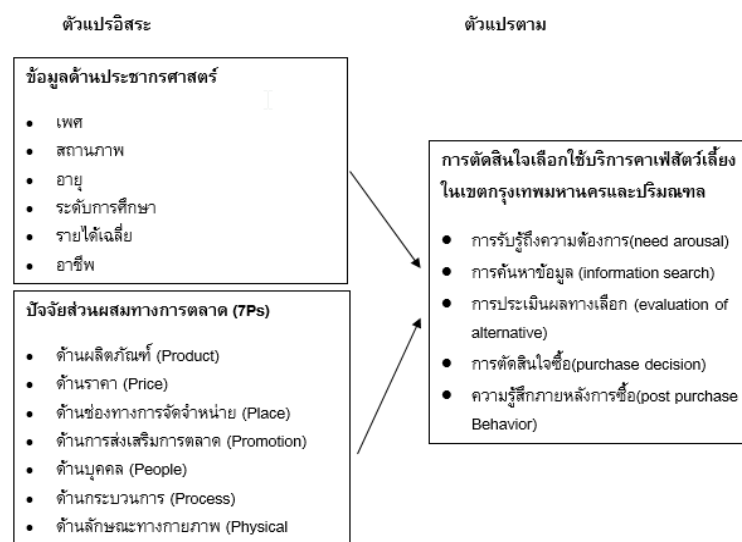 ตัวแปรอิสระ
ตัวแปรตาม
ข้อมูลด้านประชากรศาสตร์
• เพศ
• สถานภาพ
• อายุ
• ระดับการศึกษา
• รายได้เฉลี่ย
• อาชีพ
ปัจจัยส่วนผสมทางการตลาด (7Ps)
• ด้านผลิตภัณฑ์ (Product)
• ด้านราคา (Price)
• ด้านช่องทางการจัดจำหน่าย (Place)
• ด้านการส่งเสริมการตลาด (Promotion)
• ด้านบุคคล (People)
• ด้านกระบวนการ (Process)
• ด้านลักษณะทางกายภาพ (Physical
การตัดสินใจเลือกใช้บริการคาเฟ่สัตว์เลี้ยง
ในเขตกรุงเทพมหานครและปริมณฑล
• การรับรู้ถึงความต้องการ(need arousal)
• การค้นหาข้อมูล (information search)
• การประเมินผลทางเลือก (evaluation of
alternative)
• การตัดสินใจซื้อ(purchase decision)
• ความรู้สึกภายหลังการซื้อ(post purchase
Behavior)